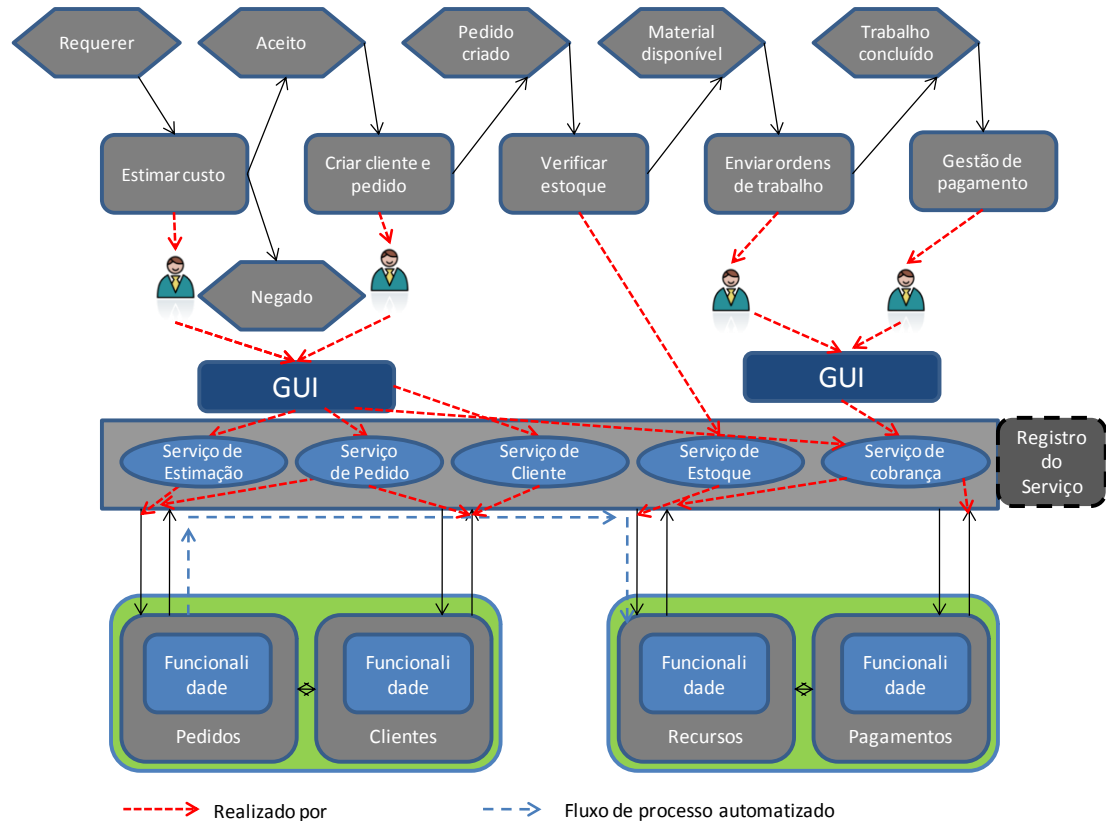 Requerer
Aceito
Pedido
criado
Material
disponível
Trabalho
concluído
Estimar custo
Criar cliente e
pedido
Verificar
estoque
Enviar ordens
de trabalho
Gestão de
pagamento
Negado
GUI
GUI
Serviço de
Estimação
Serviço
de Pedido
Serviço de
Cliente
Serviço de
Estoque
Serviço de
cobrança
Registro
do
Serviço
Funcionali
dade
Pedidos
Funcionali
dade
Clientes
Funcionali
dade
Recursos
Funcionali
dade
Pagamentos
Realizado por
Fluxo de processo automatizado